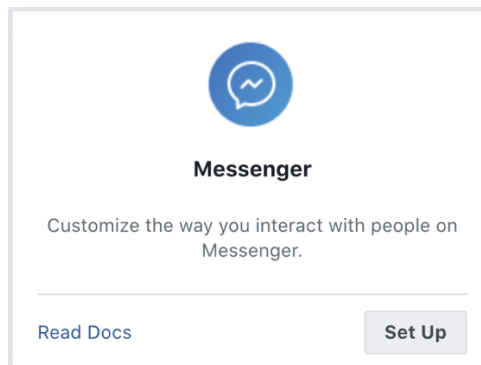 Messenger
Customize the way you interact with people on
Messenger.
Read Docs
Set Up